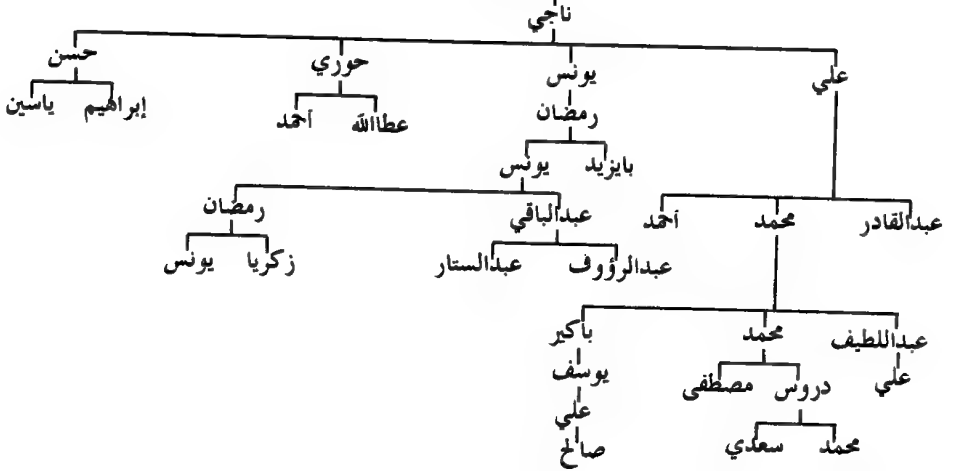 ناجي
علي
يونس
حوري
حسن
رمضان
عطاالله
أحمد
إبراهيم
ياسين
بايزيد
يونس
عبدالقادر
محمد
أحمد
عبدالباقي
رمضان
عبدالرؤوف
عبدالستار
زكريا
يونس
عبداللطيف
محمد
باكير
علي
دروس
مصطفى
يوسف
علي
محمد
سعدي
صالح